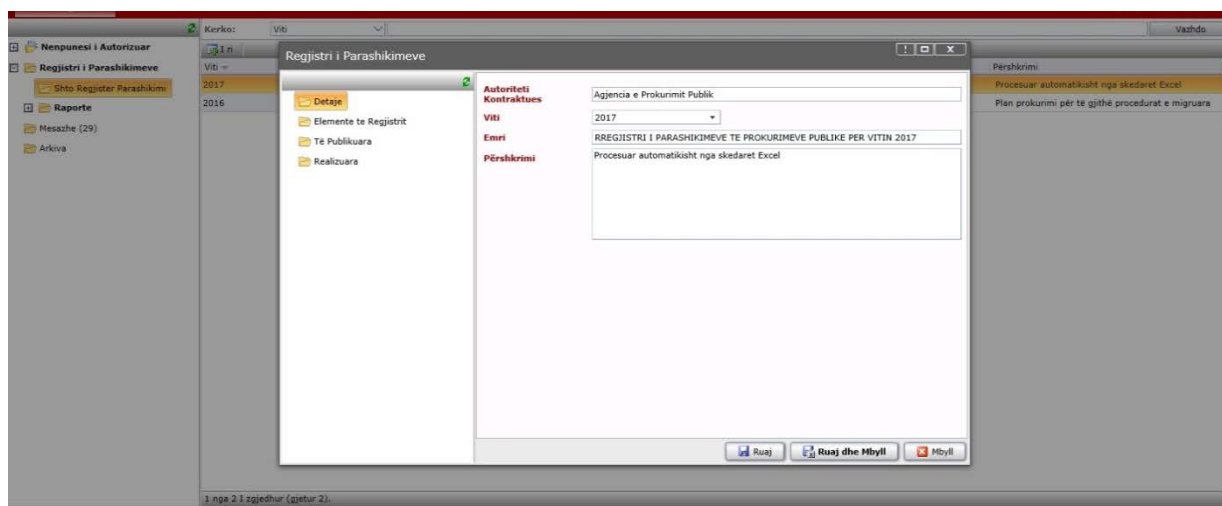 Kerko: Viti Vazhdo
Nenpunesi i Autorizuar
Regjistri i Parashikimeve
Shto Regjister Parashikimi
Raporte
Mesazhe (29)
Arkiva
I ri
Viti Përshkrimi
2017 Procesuar automatikisht nga skedaret Excel
2016 Plan prokurimi për të gjithë procedurat e migruara
Regjistri i Parashikimeve
Detaje
Elemente te Regjistrit
Të Publikuara
Realizuara
Autoriteti
Kontraktues Agjencia e Prokurimit Publik
Viti 2017
Emri RREGJISTRI I PARASHIKIMEVE TE PROKURIMEVE PUBLIKE PER VITIN 2017
Përshkrimi Procesuar automatikisht nga skedaret Excel
Ruaj Ruaj dhe Mbyll Mbyll
1 nga 2 I zgjedhur (gjetur 2).